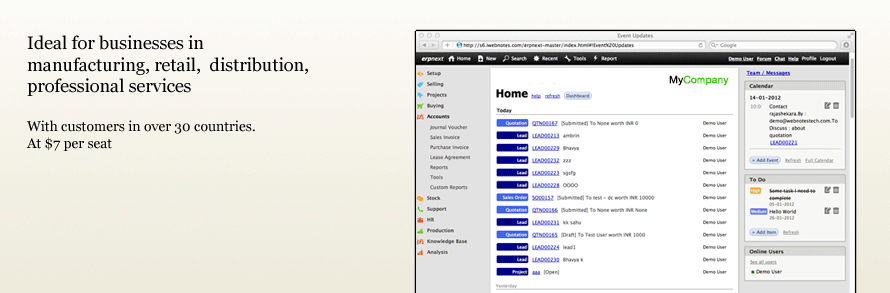 Ideal for businesses in
manufacturing, retail, distribution,
professional services
With customers in over 30 countries.
At $7 per seat
Event Updates
http://s6.iwebnotes.com/erpnext-master/index.html#!Event%20Updates
Google
erpnext Home New Search Recent Tools Report
Demo User Forum Chat Help Profile Logout
Setup
Selling
Projects
Buying
Accounts
Journal Voucher
Sales Invoice
Purchase Invoice
Lease Agreement
Reports
Tools
Custom Reports
Stock
Support
HR
Production
Knowledge Base
Analysis
MyCompany
Home help refresh Dashboard
Today
Quotation QTN00167 [Submitted] To None worth INR 0 Demo User
Lead LEAD00213 ambrin Demo User
Lead LEAD00229 Bhavya Demo User
Lead LEAD00232 zzz Demo User
Lead LEAD00223 sgsfg Demo User
Lead LEAD00228 OOOO Demo User
Sales Order SO00157 [Submitted] To test - dc worth INR 10000 Demo User
Quotation QTN00166 [Submitted] To None worth INR None Demo User
Lead LEAD00231 kk sahu Demo User
Quotation QTN00165 [Draft] To Test User worth INR 1000 Demo User
Lead LEAD00224 lead1 Demo User
Lead LEAD00230 Bhavya k Demo User
Project aaa [Open] Demo User
Yesterday
Team / Messages
Calendar
14-01-2012
10:0 Contact
rajashekara.By :
demo@webnotestech.com.To
Discuss : about
quotation
LEAD00221
+ Add Event Refresh Full Calendar
To Do
High Some task I need to
complete
05-01-2012
Medium Hello World
26-01-2012
+ Add Item Refresh
Online Users
See all users
Demo User